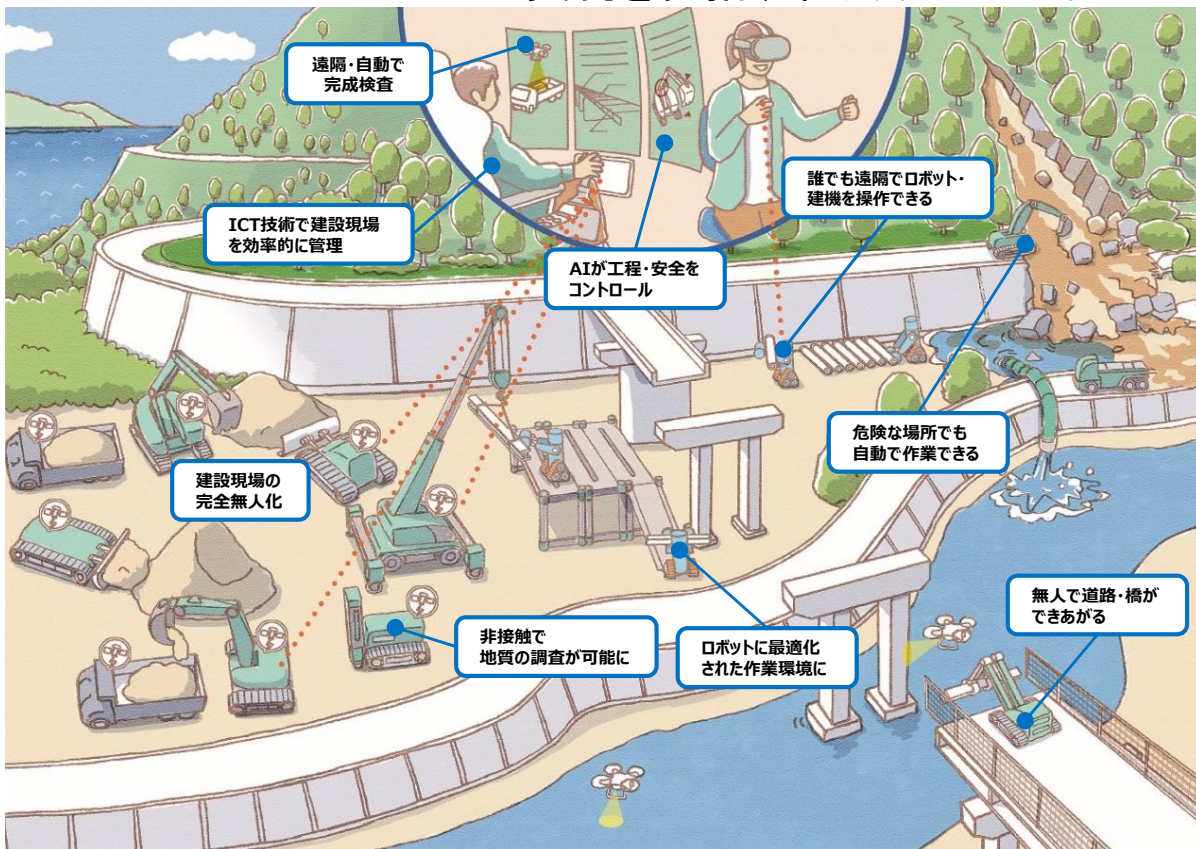 遠隔・自動で
完成検査
ICT技術で建設現場
を効率的に管理
AIが工程・安全を
コントロール
誰でも遠隔でロボット・
建機を操作できる
危険な場所でも
自動で作業できる
建設現場の
完全無人化
非接触で
地質の調査が可能に
ロボットに最適化
された作業環境に
無人で道路・橋が
できあがる